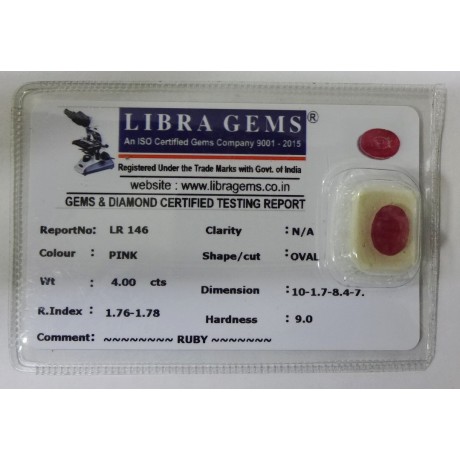 LIBRA GEMS®
An ISO Certified Gems Company 9001 - 2015
Registered Under the Trade Marks with Govt. of India
website : www.libragems.co.in
GEMS & DIAMOND CERTIFIED TESTING REPORT
ReportNo: LR 146 Clarity : N/A
Colour : PINK Shape/cut : OVAL
Wt : 4.00 cts Dimension : 10-1.7-8.4-7.
R.Index : 1.76-1.78 Hardness : 9.0
Comment: ~~~~~~~~ RUBY ~~~~~~~~